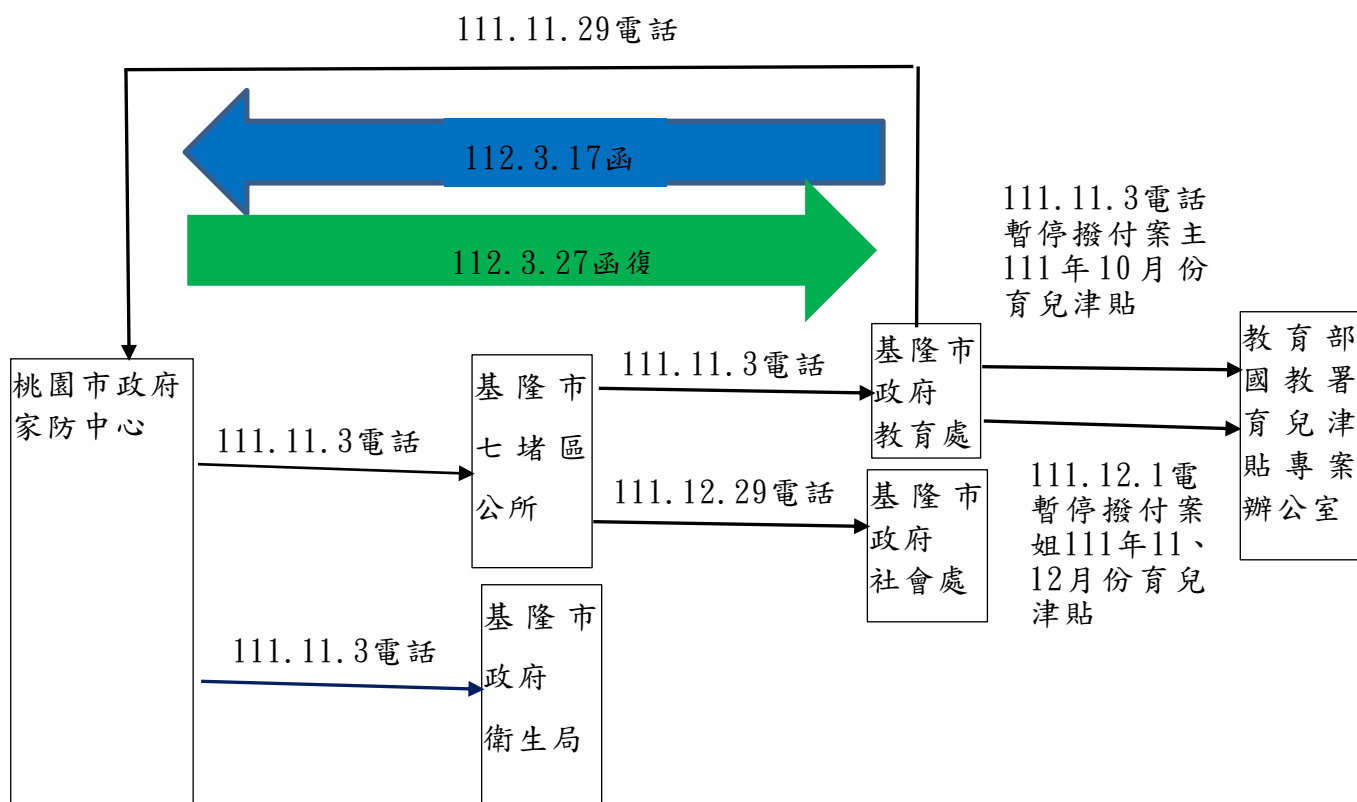 111.11.29電話
112.3.17函
112.3.27函復
111.11.3電話
暫停撥付案主
111年10月份
育兒津貼
桃園市政府
家防中心
111.11.3電話
基隆市
七堵區
公所
111.11.3電話
基隆市
政府
教育處
教育部
國教署
育兒津
貼專案
辦公室
111.12.29電話
基隆市
政府
社會處
111.12.1電
暫停撥付案
姐111年11、
12月份育兒
津貼
111.11.3電話
基隆市
政府
衛生局